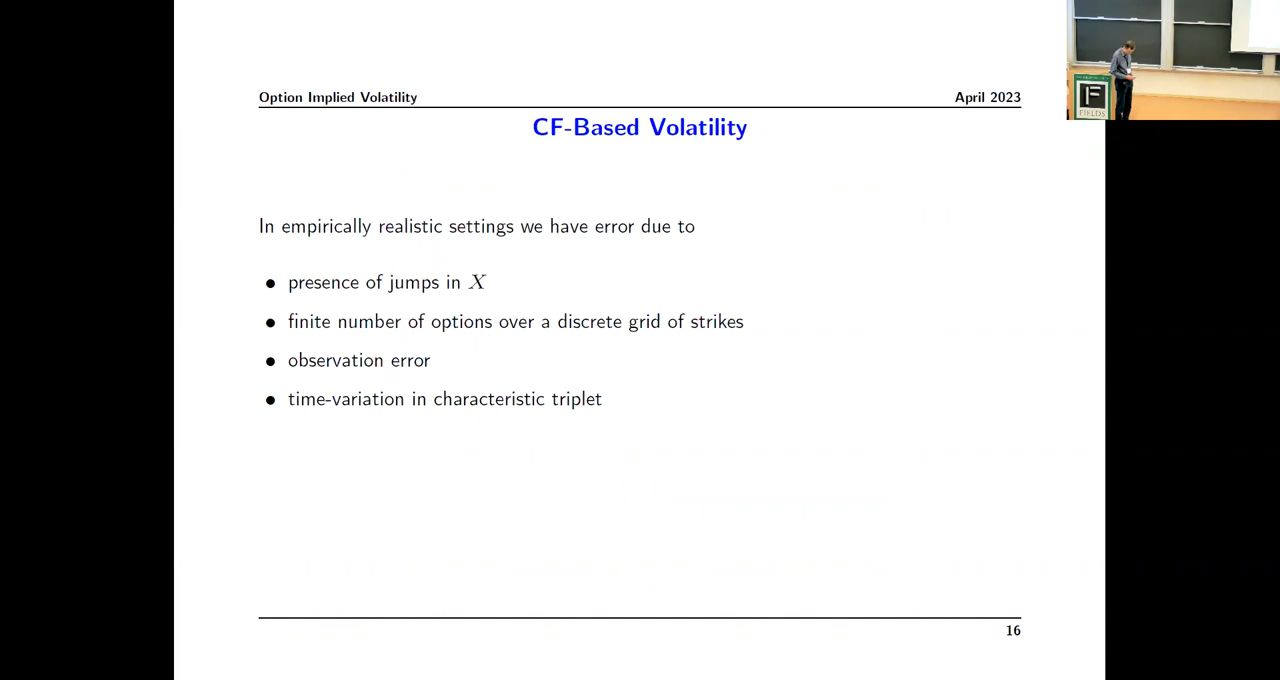 Option Implied Volatility
April 2023
CF-Based Volatility
In empirically realistic settings we have error due to
• presence of jumps in X
• finite number of options over a discrete grid of strikes
• observation error
• time-variation in characteristic triplet
16
F
FIELDS